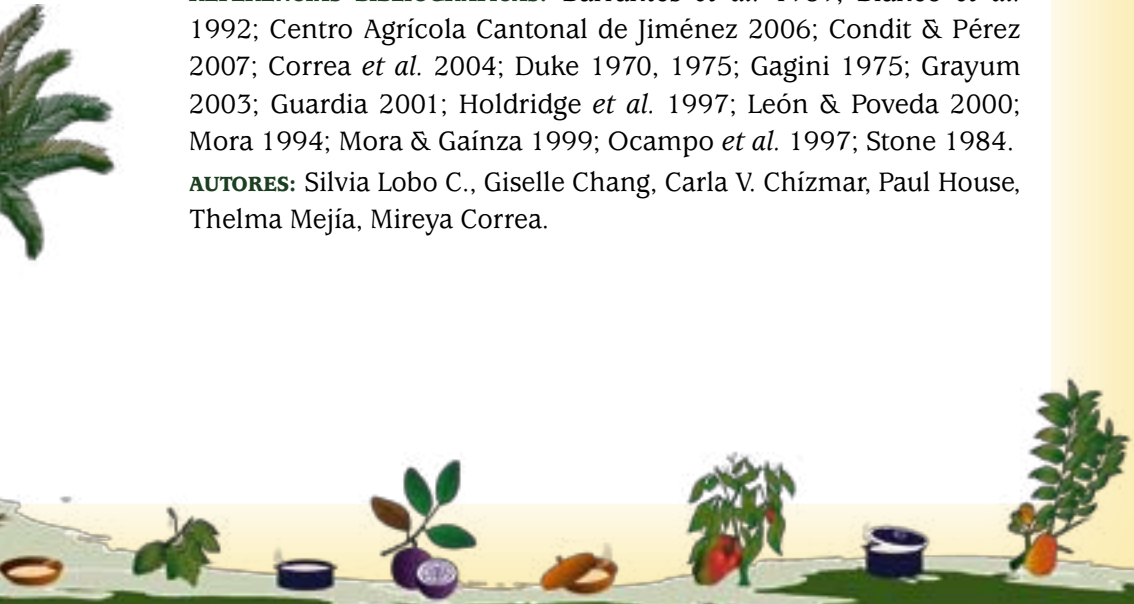 1992; Centro Agrícola Cantonal de Jiménez 2006; Condit & Pérez
2007; Correa et al. 2004; Duke 1970, 1975; Gagini 1975; Grayum
2003; Guardia 2001; Holdridge et al. 1997; León & Poveda 2000;
Mora 1994; Mora & Gaínza 1999; Ocampo et al. 1997; Stone 1984.
AUTORES: Silvia Lobo C., Giselle Chang, Carla V. Chízmar, Paul House,
Thelma Mejía, Mireya Correa.